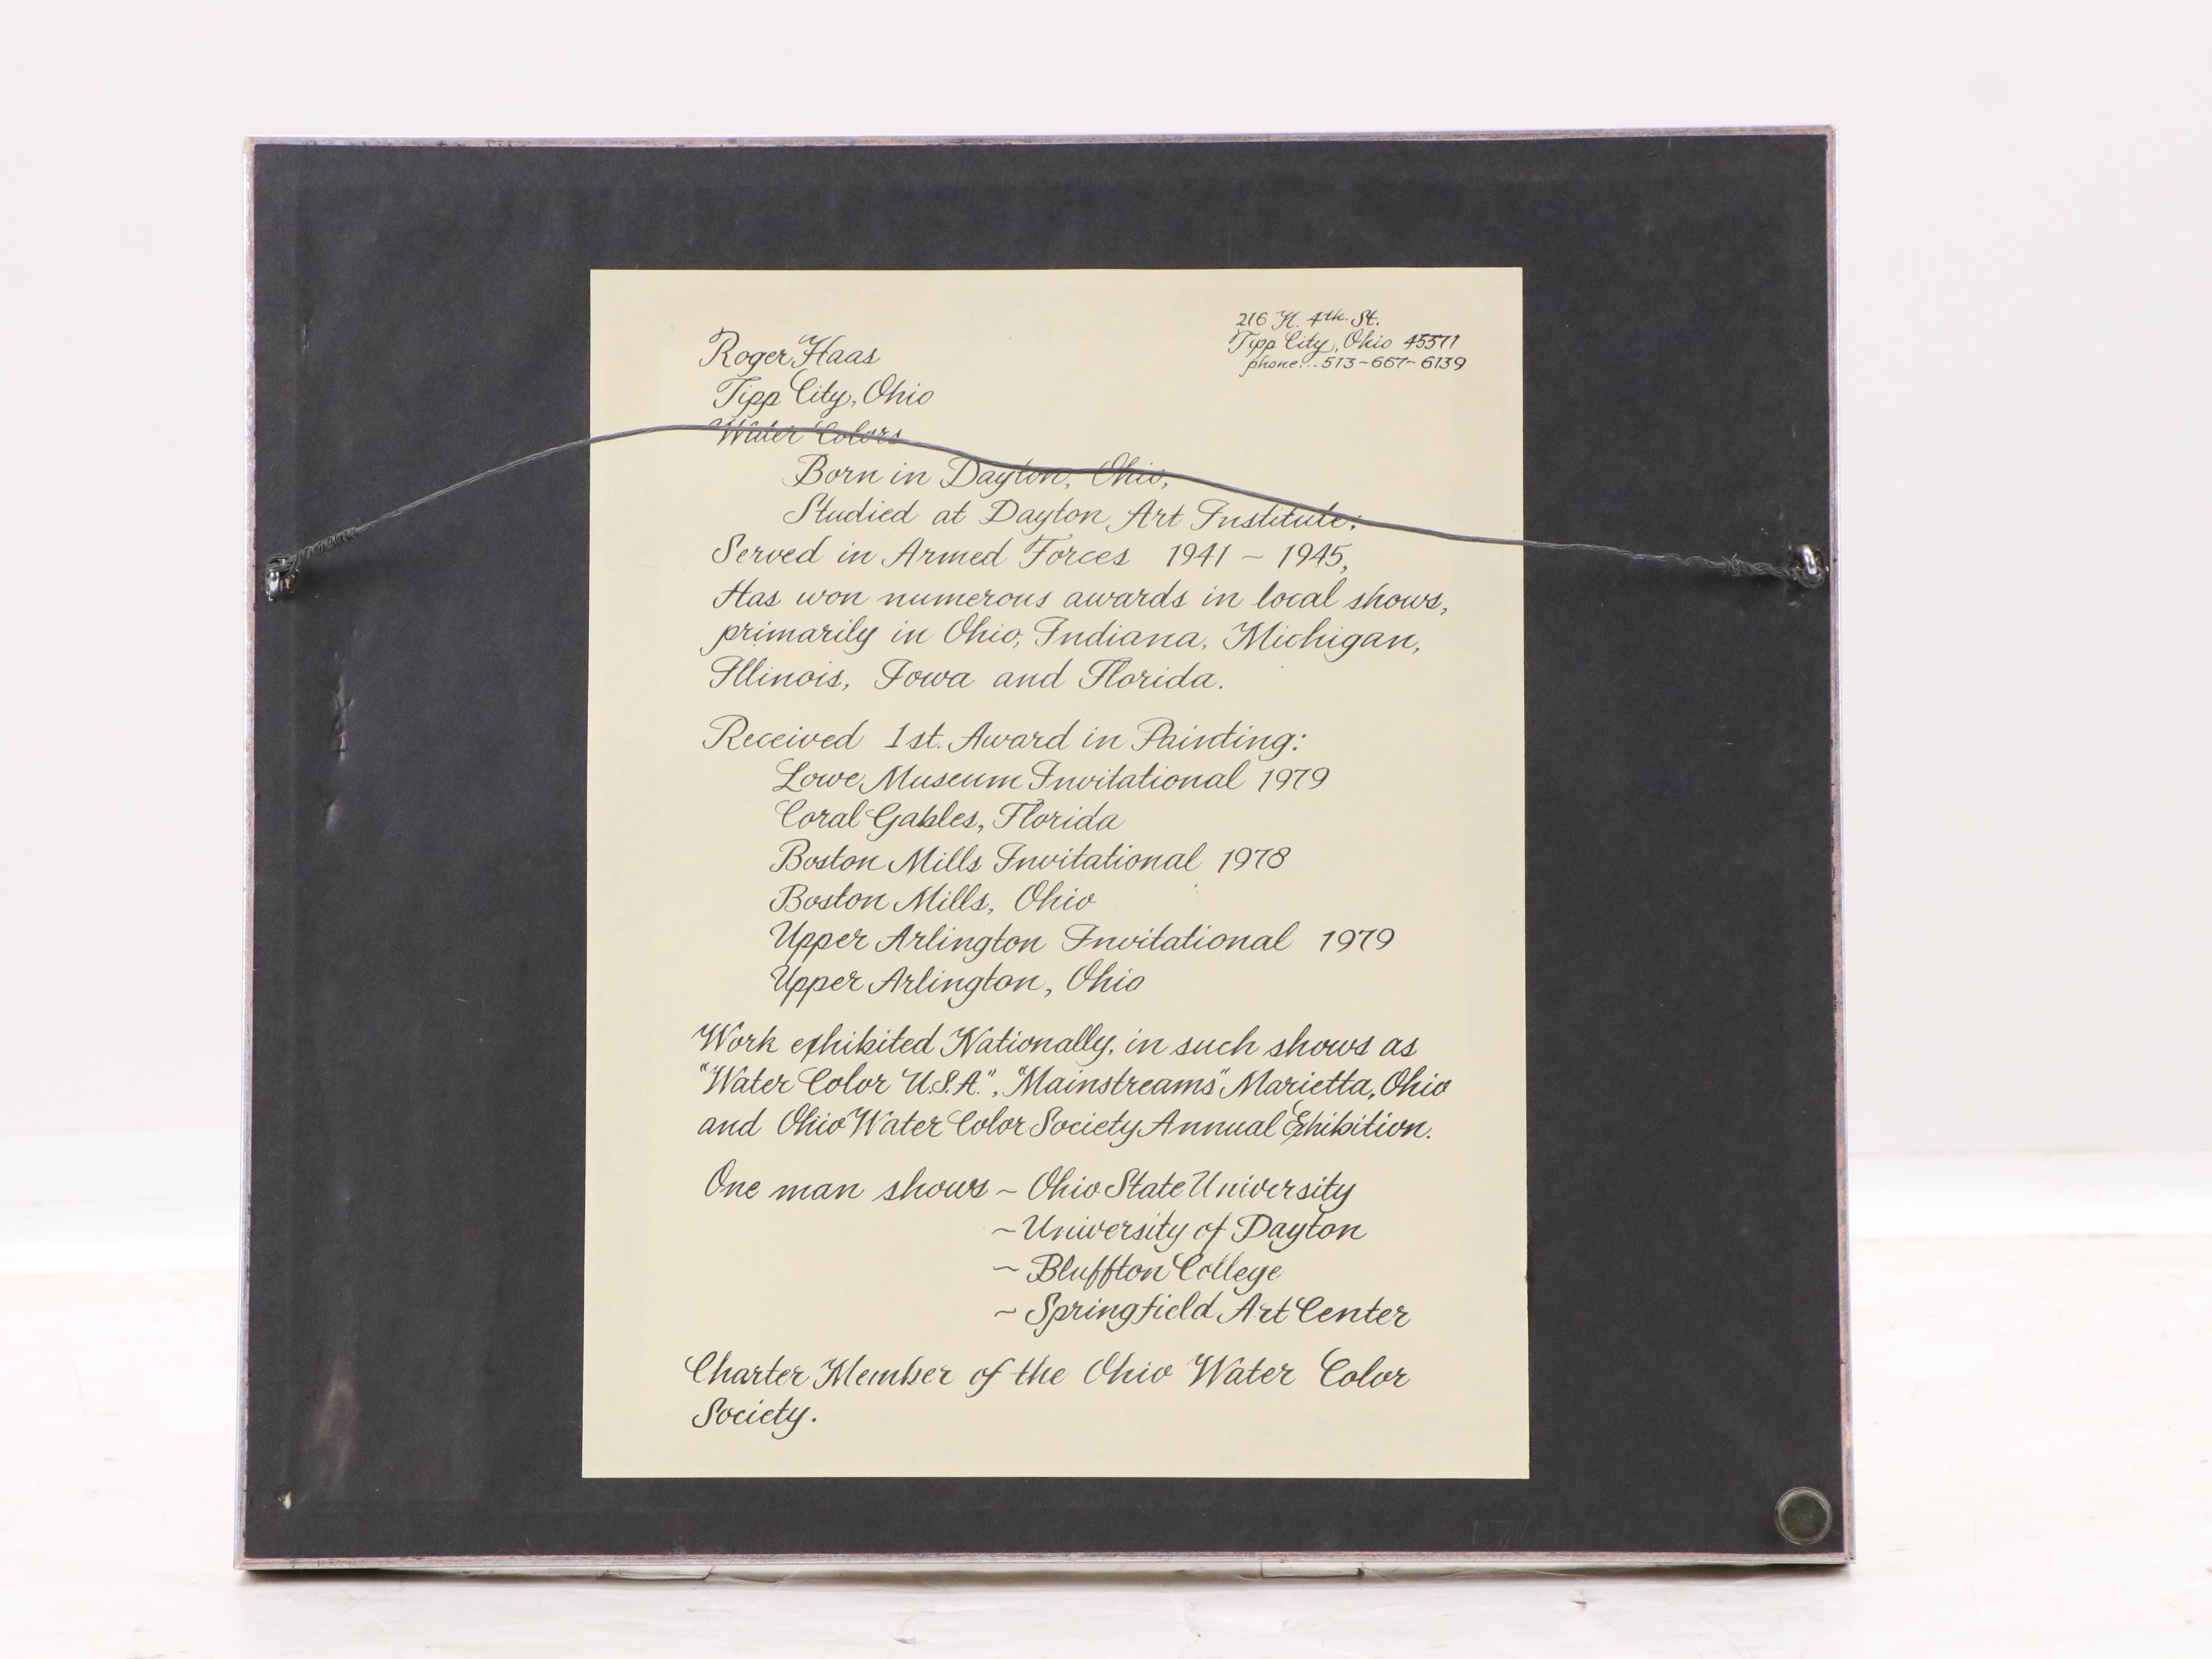 216 N. 4th. St.
Tipp City, Ohio 45371
phone...513-667-6139
Roger Haas
Tipp City, Ohio
Water Colors
Born in Dayton, Ohio,
Studied at Dayton Art Institute;
Served in Armed Forces 1941 ~ 1945,
Has won numerous awards in local shows,
primarily in Ohio, Indiana, Michigan,
Illinois, Iowa and Florida.
Received 1st. Award in Painting:
Lowe Museum Invitational 1979
Coral Gables, Florida
Boston Mills Invitational 1978
Boston Mills, Ohio
Upper Arlington Invitational 1979
Upper Arlington, Ohio
Work exhibited Nationally, in such shows as
"Water Color U.S.A.", "Mainstreams" Marietta, Ohio
and Ohio Water Color Society Annual Exhibition.
One man shows ~ Ohio State University
~ University of Dayton
~ Bluffton College
~ Springfield Art Center
Charter Member of the Ohio Water Color
Society.